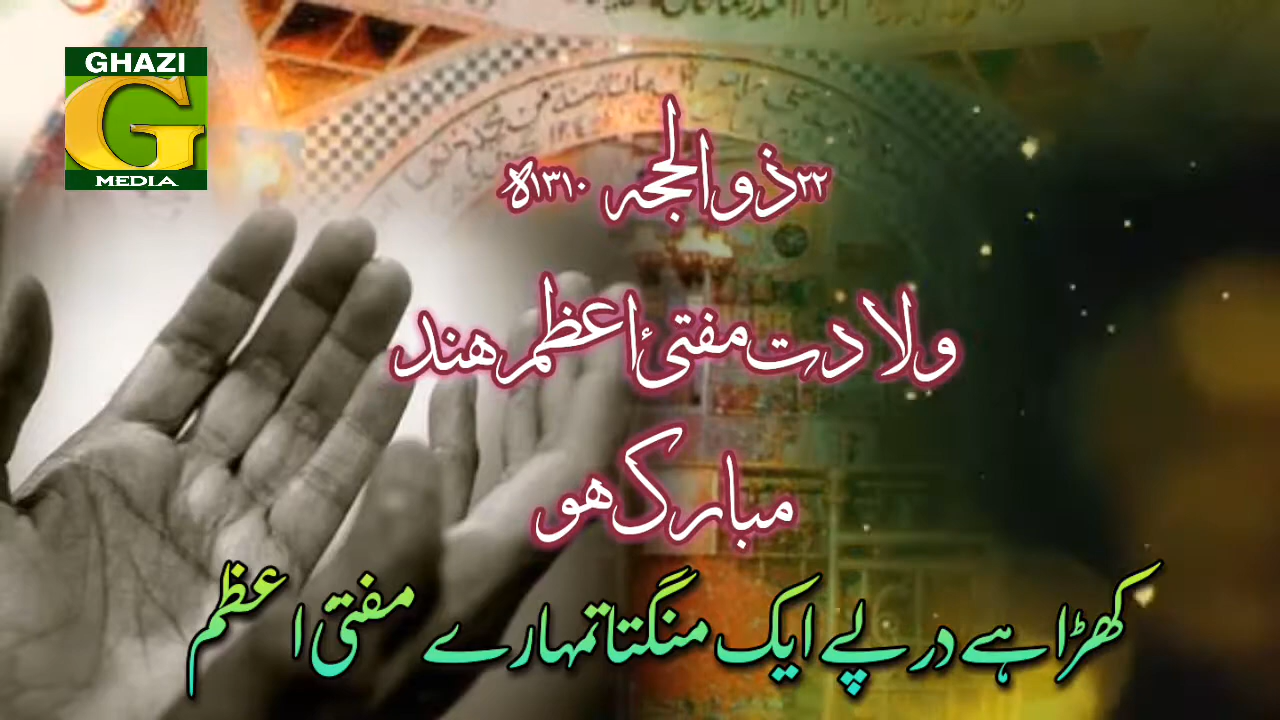 GHAZI
G
MEDIA
۲۲ ذوالحجہ ۱۳۱۰ھ
ولادت مفتیٔ اعظم ھند
مبارک ھو
کھڑا ہے در پے ایک منگتا تمہارے مفتی اعظم